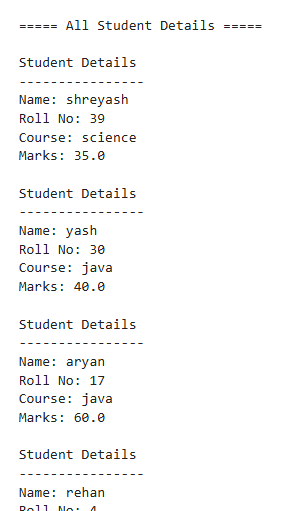 ===== All Student Details =====
Student Details
----------------
Name: shreyash
Roll No: 39
Course: science
Marks: 35.0
Student Details
----------------
Name: yash
Roll No: 30
Course: java
Marks: 40.0
Student Details
----------------
Name: aryan
Roll No: 17
Course: java
Marks: 60.0
Student Details
----------------
Name: rehan
Roll No: 4